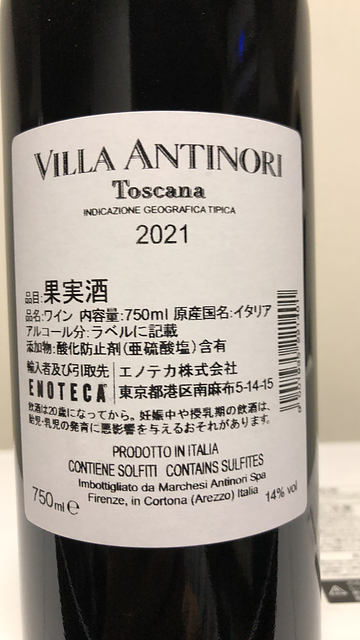 VILLA ANTINORI
Toscana
INDICAZIONE GEOGRAFICA TIPICA
2021
品目:果実酒
品名:ワイン 内容量:750ml 原産国名:イタリア
アルコール分:ラベルに記載
添加物:酸化防止剤(亜硫酸塩)含有
輸入者及び引取先 エノテカ株式会社
ENOTECA 東京都港区南麻布5-14-15
飲酒は20歳になってから。妊娠中や授乳期の飲酒は、
胎児・乳児の発育に悪影響を与えるおそれがあります。
PRODOTTO IN ITALIA
CONTIENE SOLFITI CONTAINS SULFITES
Imbottigliato da Marchesi Antinori Spa
Firenze, in Cortona (Arezzo) Italia
750ml e
14% vol